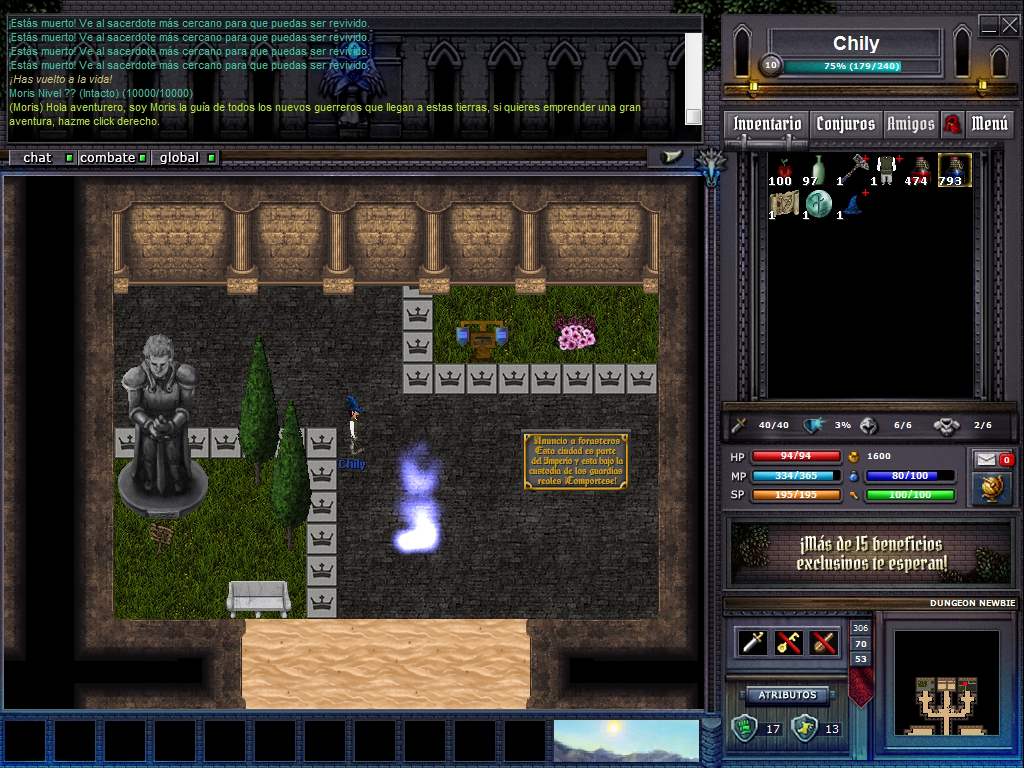 ¡Estás muerto! Ve al sacerdote más cercano para que puedas ser revivido.
¡Estás muerto! Ve al sacerdote más cercano para que puedas ser revivido.
¡Estás muerto! Ve al sacerdote más cercano para que puedas ser revivido.
¡Estás muerto! Ve al sacerdote más cercano para que puedas ser revivido.
¡Has vuelto a la vida!
Moris Nivel ?? (Intacto) (10000/10000)
(Moris) Hola aventurero, soy Moris la guía de todos los nuevos guerreros que llegan a estas tierras, si quieres emprender una gran
aventura, hazme click derecho.
chat combate global
Chily
10
75% (179/240)
Inventario Conjuros Amigos Menú
100 97 1 1 474 793
1 1 1
40/40 3% 6/6 2/6
HP 94/94 1600
MP 334/365 80/100
SP 195/195 100/100
0
¡Más de 15 beneficios
exclusivos te esperan!
DUNGEON NEWBIE
306
70
53
ATRIBUTOS
17 13
Chily
Anuncio a forasteros
Esta ciudad es parte
del Imperio y esta bajo la
custodia de los guardias
reales ¡Comportese!